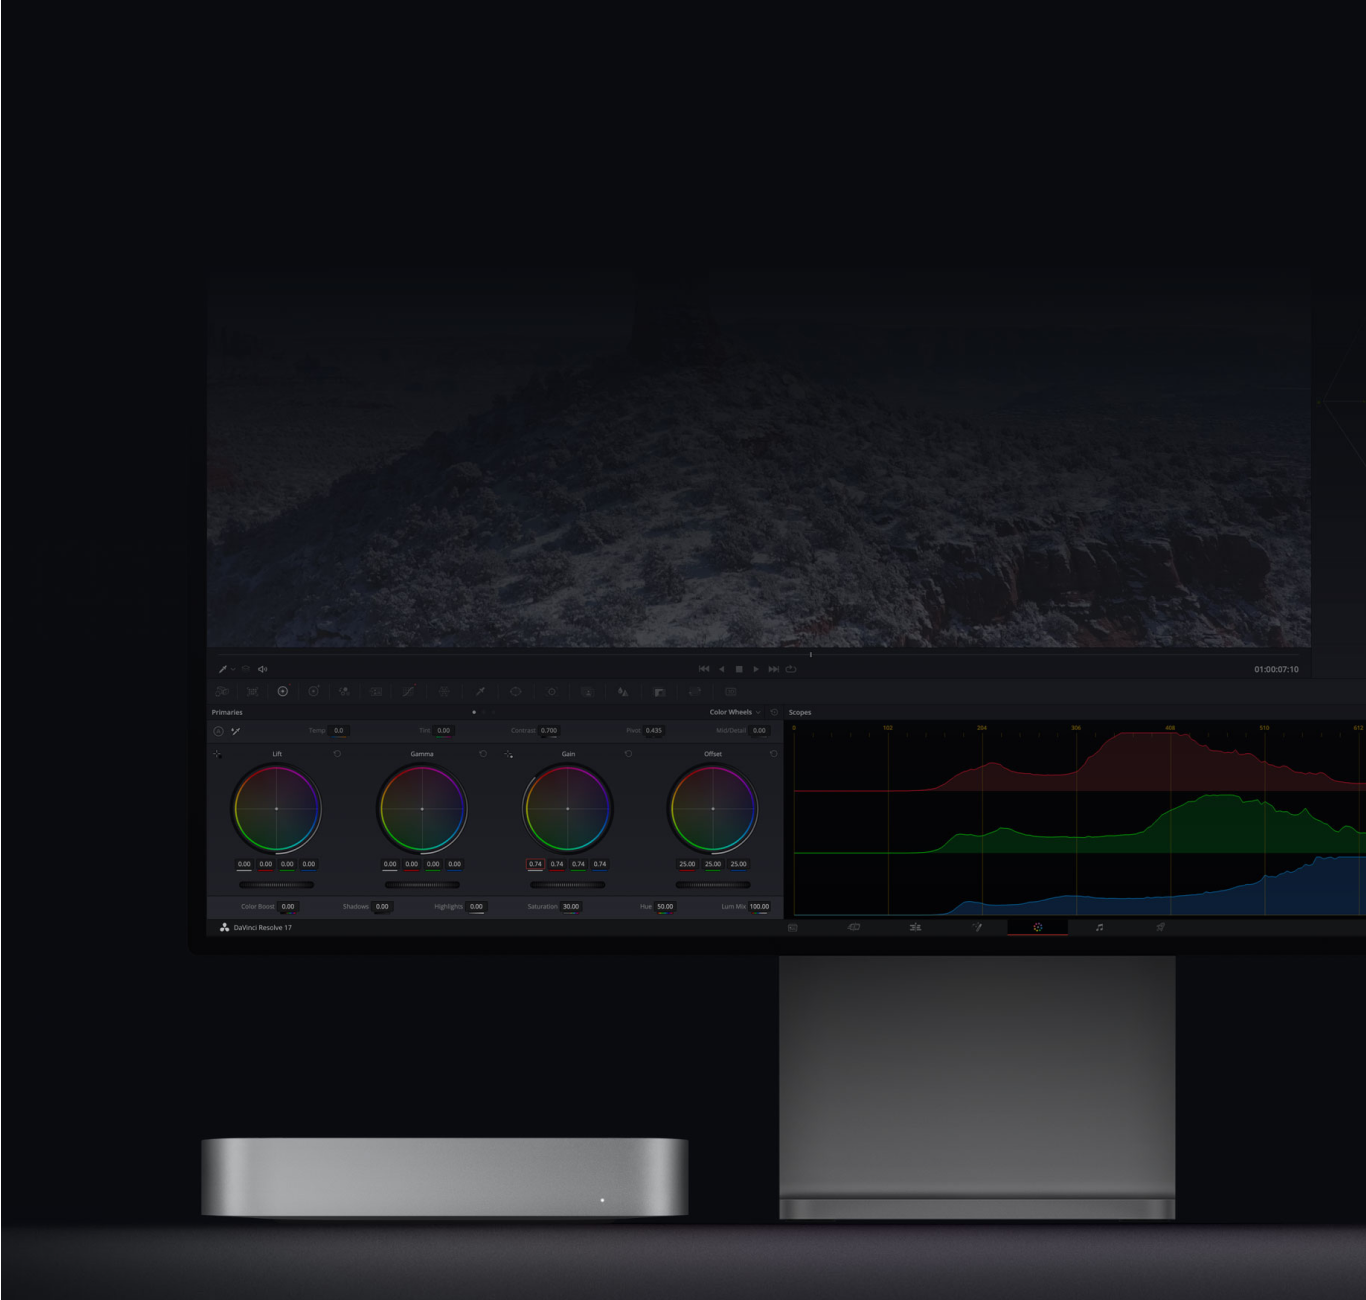 01:00:07:10
Primaries Color Wheels Scopes
Temp 0.0 Tint 0.00 Contrast 0.700 Pivot 0.435 Mid/Detail 0.00
0 102 204 306 408 510 612
Lift Gamma Gain Offset
0.00 0.00 0.00 0.00 0.00 0.00 0.00 0.00 0.74 0.74 0.74 0.74 25.00 25.00 25.00
Color Boost 0.00 Shadows 0.00 Highlights 0.00 Saturation 30.00 Hue 50.00 Lum Mix 100.00
DaVinci Resolve 17